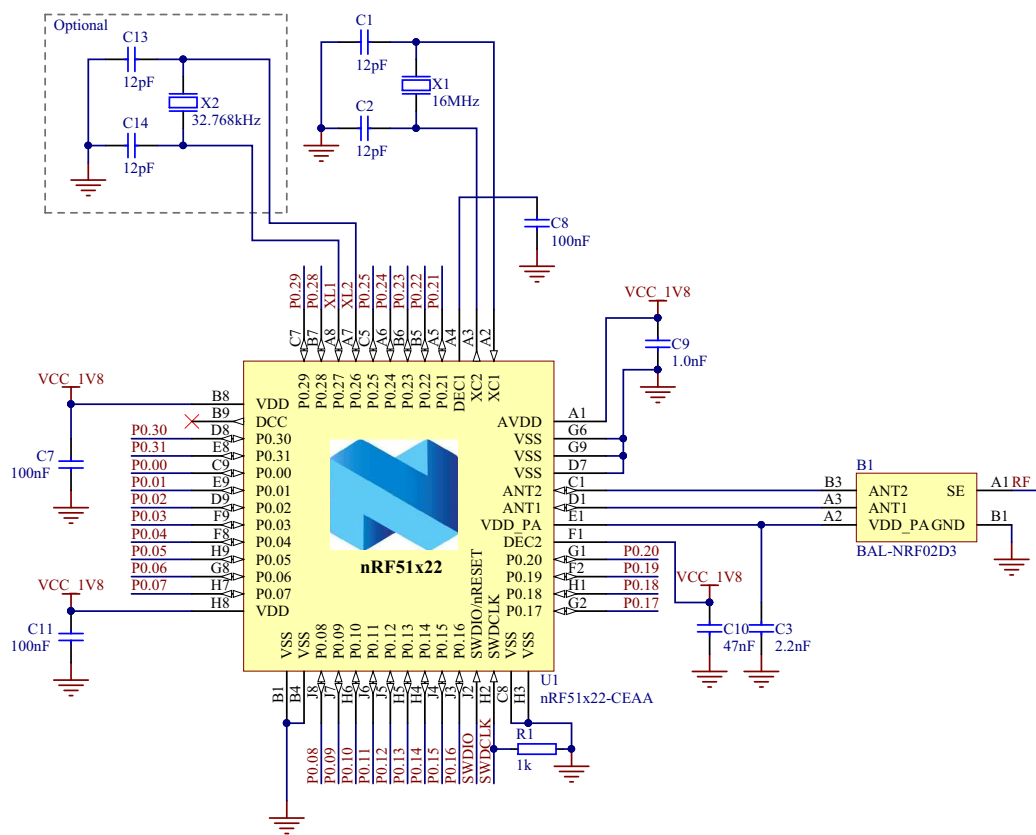 Optional
C13
12pF
X2
32.768kHz
C14
12pF
C1
12pF
X1
16MHz
C2
12pF
C8
100nF
P0.29
P0.28
XL1
XL2
P0.25
P0.24
P0.23
P0.22
P0.21
C7
B7
A8
A7
C5
A6
B6
B5
A5
A4
A3
A2
P0.29
P0.28
P0.27
P0.26
P0.25
P0.24
P0.23
P0.22
P0.21
DEC1
XC2
XC1
VCC_1V8
C9
1.0nF
VCC_1V8
C7
100nF
B8 VDD
B9 DCC
P0.30 D8 P0.30
P0.31 E8 P0.31
P0.00 C9 P0.00
P0.01 E9 P0.01
P0.02 D9 P0.02
P0.03 F9 P0.03
P0.04 F8 P0.04
P0.05 H9 P0.05
P0.06 G8 P0.06
P0.07 H7 P0.07
H8 VDD
VCC_1V8
C11
100nF
nRF51x22
AVDD A1
VSS G6
VSS G9
VSS D7
ANT2 C1
ANT1 D1
VDD_PA E1
DEC2 F1
P0.20 G1 P0.20
P0.19 F2 P0.19
P0.18 H1 P0.18
P0.17 G2 P0.17
B1
B3 ANT2 SE A1 RF
A3 ANT1
A2 VDD_PA GND B1
BAL-NRF02D3
VCC_1V8
C10
47nF
C3
2.2nF
VSS
VSS
P0.08
P0.09
P0.10
P0.11
P0.12
P0.13
P0.14
P0.15
P0.16
SWDIO/nRESET
SWDCLK
VSS
VSS
U1
nRF51x22-CEAA
B1
B4
J8
J7
H6
J6
J5
H5
H4
J4
J3
J2
H2
C8
H3
P0.08
P0.09
P0.10
P0.11
P0.12
P0.13
P0.14
P0.15
P0.16
SWDIO
SWDCLK
R1
1k